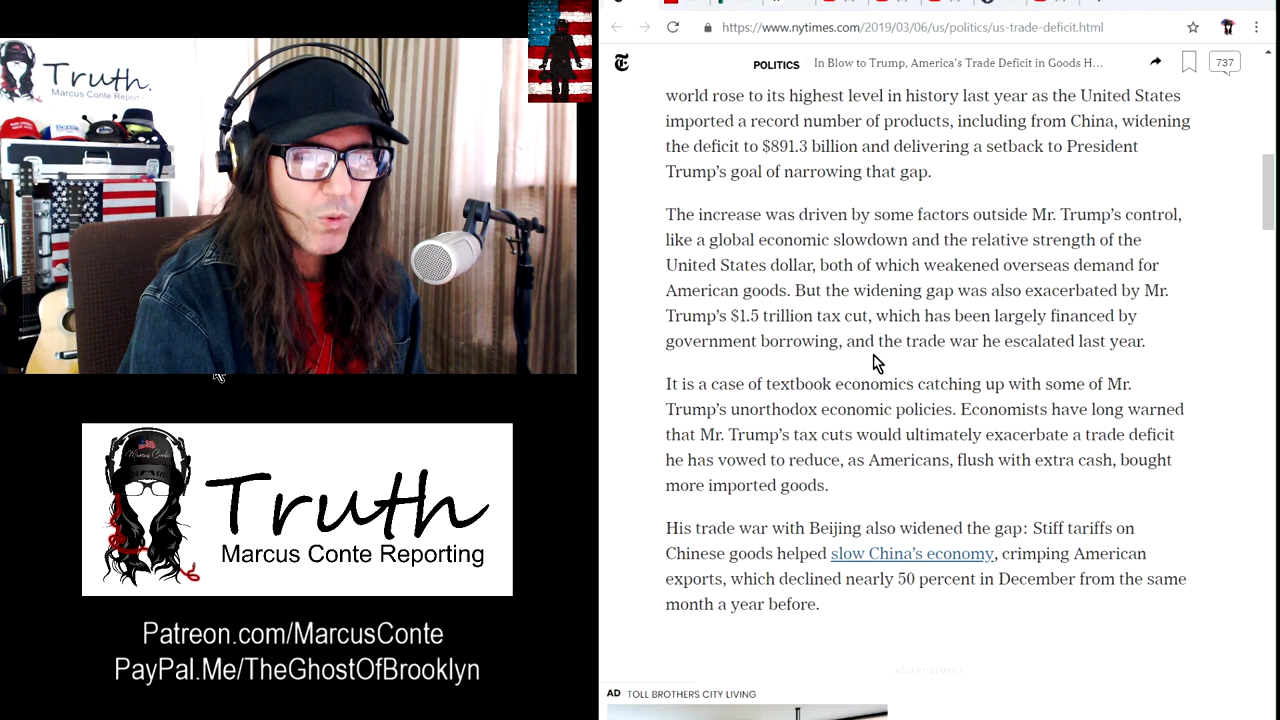 Truth.
Marcus Conte Reporting
Truth
Marcus Conte Reporting
Patreon.com/MarcusConte
PayPal.Me/TheGhostOfBrooklyn
https://www.nytimes.com/2019/03/06/us/politics/us-trade-deficit.html
POLITICS
In Blow to Trump, America’s Trade Deficit in Goods H...
737
world rose to its highest level in history last year as the United States
imported a record number of products, including from China, widening
the deficit to $891.3 billion and delivering a setback to President
Trump’s goal of narrowing that gap.
The increase was driven by some factors outside Mr. Trump’s control,
like a global economic slowdown and the relative strength of the
United States dollar, both of which weakened overseas demand for
American goods. But the widening gap was also exacerbated by Mr.
Trump’s $1.5 trillion tax cut, which has been largely financed by
government borrowing, and the trade war he escalated last year.
It is a case of textbook economics catching up with some of Mr.
Trump’s unorthodox economic policies. Economists have long warned
that Mr. Trump’s tax cuts would ultimately exacerbate a trade deficit
he has vowed to reduce, as Americans, flush with extra cash, bought
more imported goods.
His trade war with Beijing also widened the gap: Stiff tariffs on
Chinese goods helped slow China’s economy, crimping American
exports, which declined nearly 50 percent in December from the same
month a year before.
ADVERTISEMENT
AD TOLL BROTHERS CITY LIVING